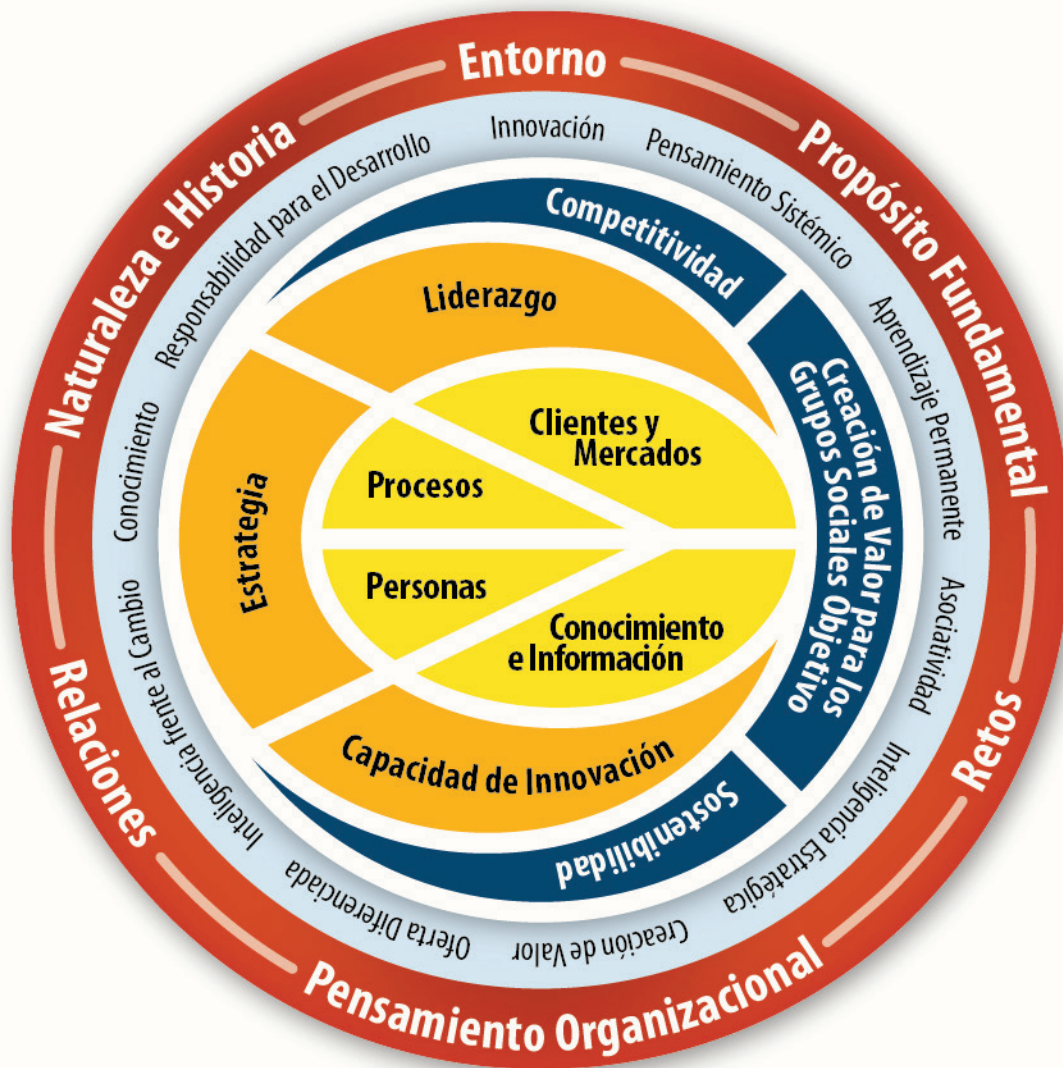 Entorno
Propósito Fundamental
Retos
Pensamiento Organizacional
Relaciones
Naturaleza e Historia
Innovación
Pensamiento Sistémico
Aprendizaje Permanente
Asociatividad
Inteligencia Estratégica
Creación de Valor
Oferta Diferenciada
Inteligencia frente al Cambio
Conocimiento
Responsabilidad para el Desarrollo
Competitividad
Creación de Valor para los
Grupos Sociales Objetivo
Sostenibilidad
Liderazgo
Estrategia
Capacidad de Innovación
Clientes y
Mercados
Procesos
Personas
Conocimiento
e Información